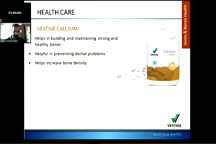 HEALTH CARE
VESTIGE CALCIUM
Helps in building and maintaining strong and
healthy bones
Helpful in preventing dental problems
Helps increase bone density
Calcium
VESTIGE